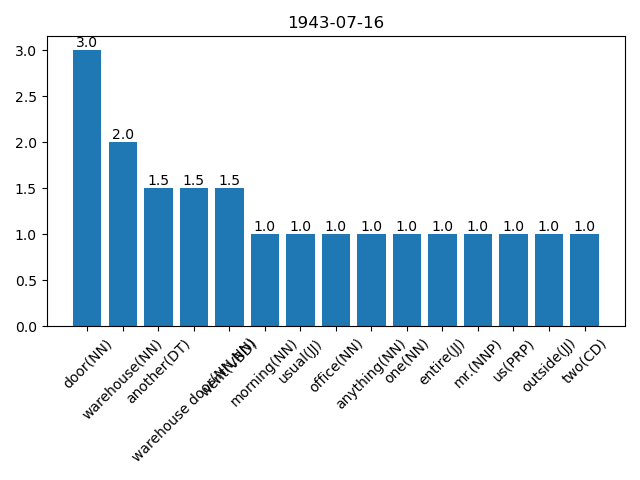 1943-07-16
3.0
2.5
2.0
1.5
1.0
0.5
0.0
3.0
2.0
1.5
1.5
1.5
1.0
1.0
1.0
1.0
1.0
1.0
1.0
1.0
1.0
1.0
door(NN)
warehouse(NN)
another(DT)
warehouse door(NN NN)
went(VBD)
morning(NN)
usual(JJ)
office(NN)
anything(NN)
one(NN)
entire(JJ)
mr.(NNP)
us(PRP)
outside(JJ)
two(CD)